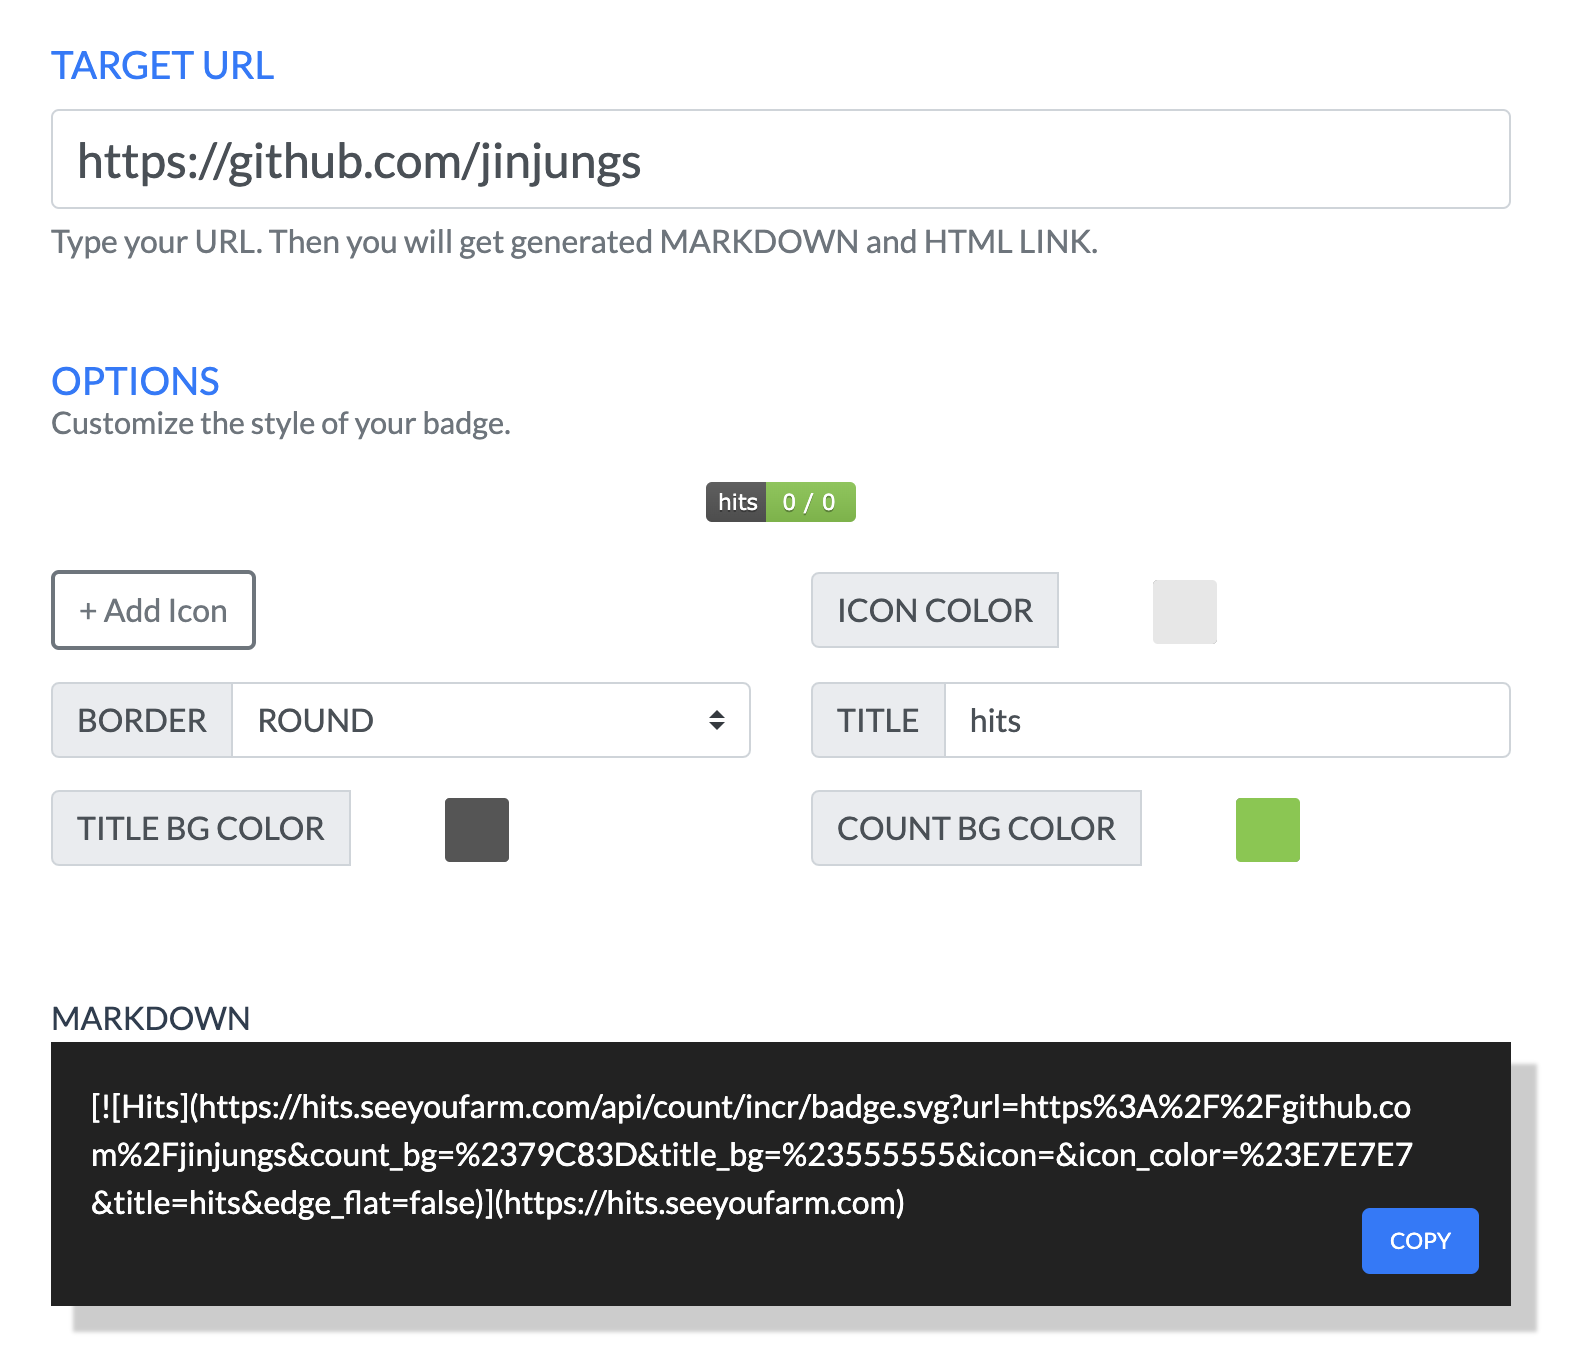 TARGET URL
https://github.com/jinjungs
Type your URL. Then you will get generated MARKDOWN and HTML LINK.
OPTIONS
Customize the style of your badge.
hits 0 / 0
+ Add Icon ICON COLOR
BORDER ROUND TITLE hits
TITLE BG COLOR COUNT BG COLOR
MARKDOWN
[![Hits](https://hits.seeyoufarm.com/api/count/incr/badge.svg?url=https%3A%2F%2Fgithub.co
m%2Fjinjungs&count_bg=%2379C83D&title_bg=%23555555&icon=&icon_color=%23E7E7E7
&title=hits&edge_flat=false)](https://hits.seeyoufarm.com)
COPY